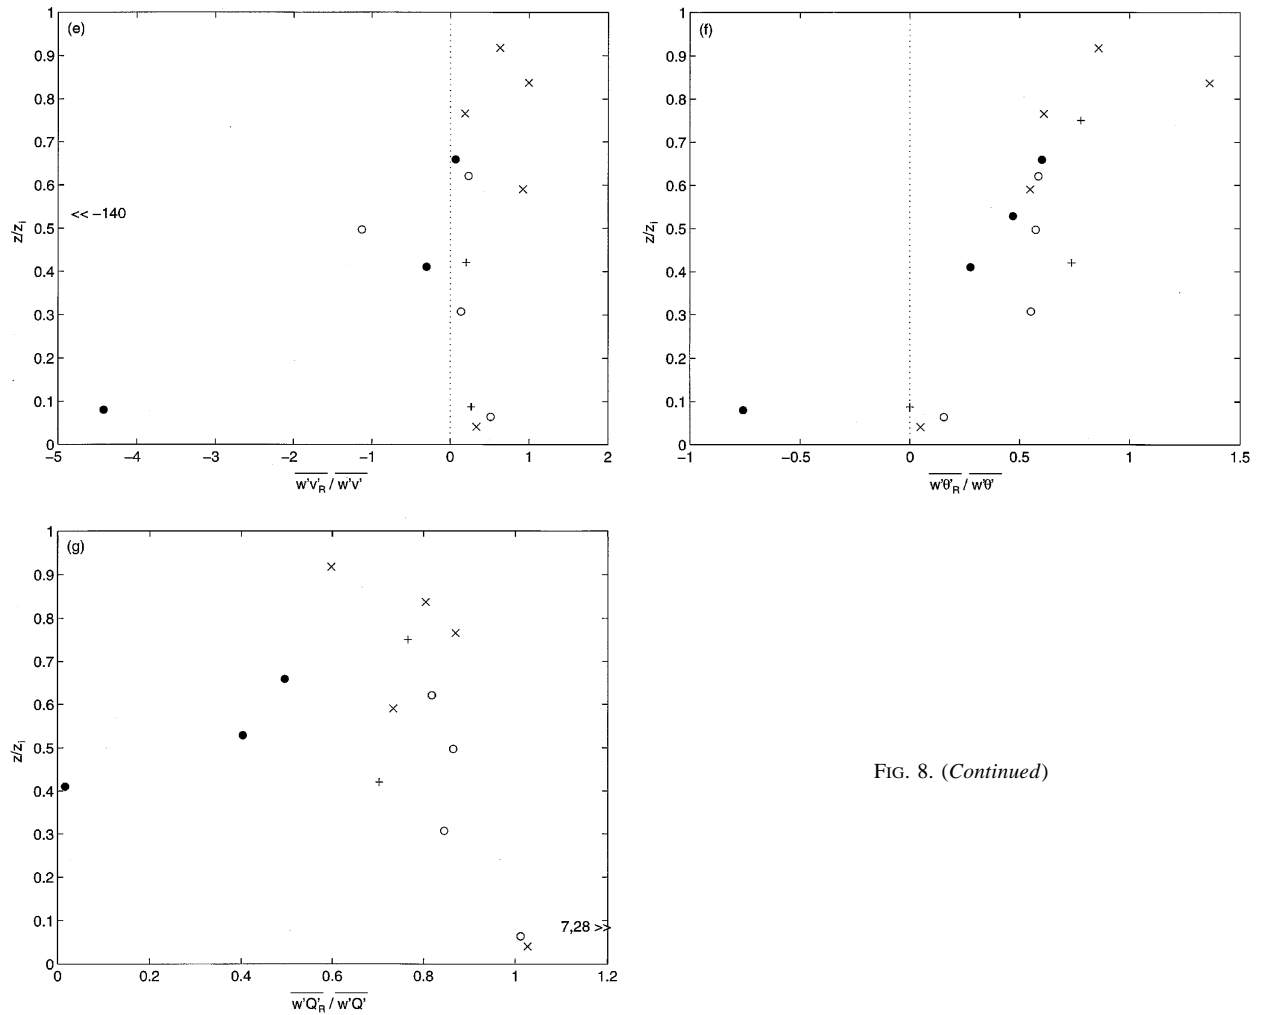 (e)
1
0.9
0.8
0.7
0.6
0.5
0.4
0.3
0.2
0.1
0
z/zᵢ
<< −140
−5 −4 −3 −2 −1 0 1 2
w'v'_R / w'v'
(f)
1
0.9
0.8
0.7
0.6
0.5
0.4
0.3
0.2
0.1
0
z/zᵢ
−1 −0.5 0 0.5 1 1.5
w'θ'_R / w'θ'
(g)
1
0.9
0.8
0.7
0.6
0.5
0.4
0.3
0.2
0.1
0
z/zᵢ
7,28 >>
0 0.2 0.4 0.6 0.8 1 1.2
w'Q'_R / w'Q'
FIG. 8. (Continued)